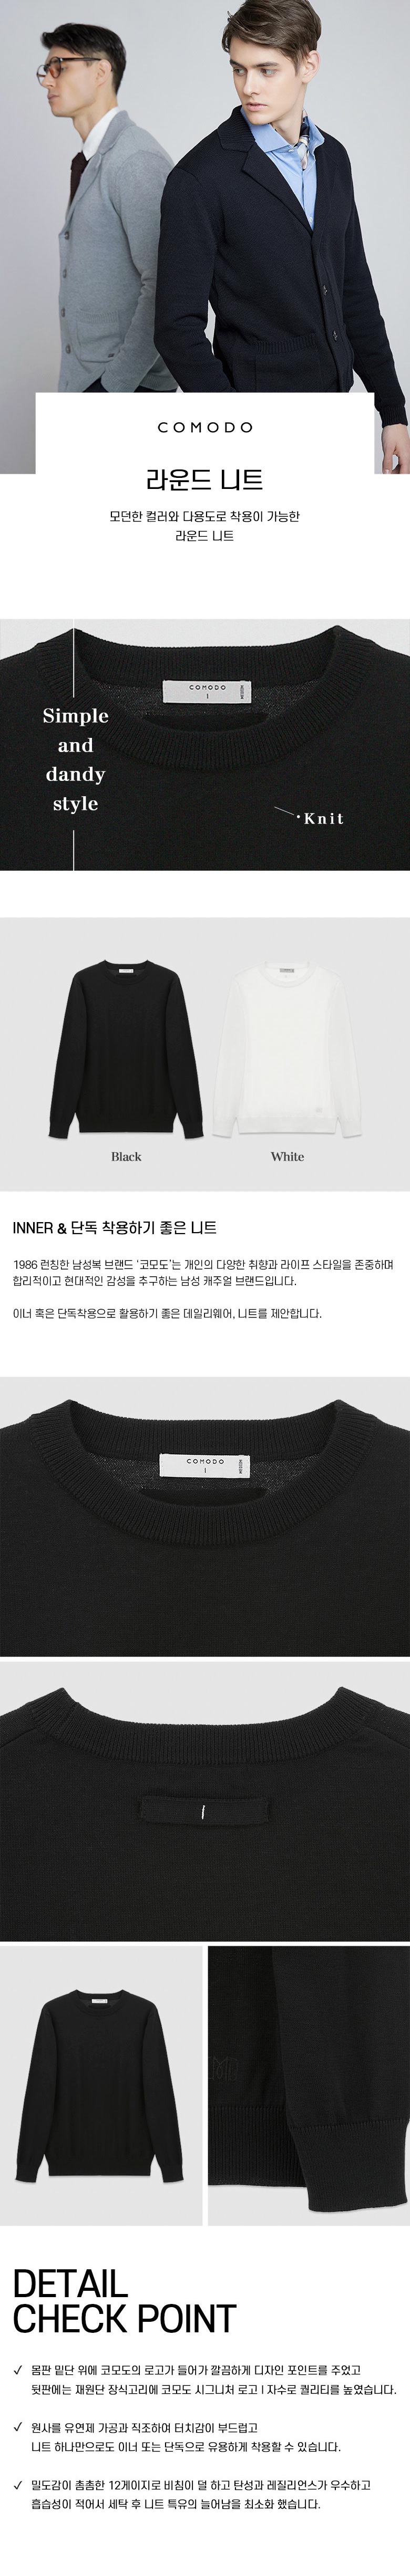 COMODO
라운드 니트
모던한 컬러와 다용도로 착용이 가능한
라운드 니트
COMODO
1
MEDIUM
Simple
and
dandy
style
Knit
Black
White
INNER & 단독 착용하기 좋은 니트
1986 런칭한 남성복 브랜드 '코모도'는 개인의 다양한 취향과 라이프 스타일을 존중하며
합리적이고 현대적인 감성을 추구하는 남성 캐주얼 브랜드입니다.
이너 혹은 단독착용으로 활용하기 좋은 데일리웨어, 니트를 제안합니다.
COMODO
1
MEDIUM
DETAIL
CHECK POINT
몸판 밑단 위에 코모도의 로고가 들어가 깔끔하게 디자인 포인트를 주었고
뒷판에는 재원단 장식고리에 코모도 시그니처 로고 I 자수로 퀄리티를 높였습니다.
원사를 유연제 가공과 직조하여 터치감이 부드럽고
니트 하나만으로도 이너 또는 단독으로 유용하게 착용할 수 있습니다.
밀도감이 촘촘한 12게이지로 비침이 덜 하고 탄성과 레질리언스가 우수하고
흡습성이 적어서 세탁 후 니트 특유의 늘어남을 최소화 했습니다.